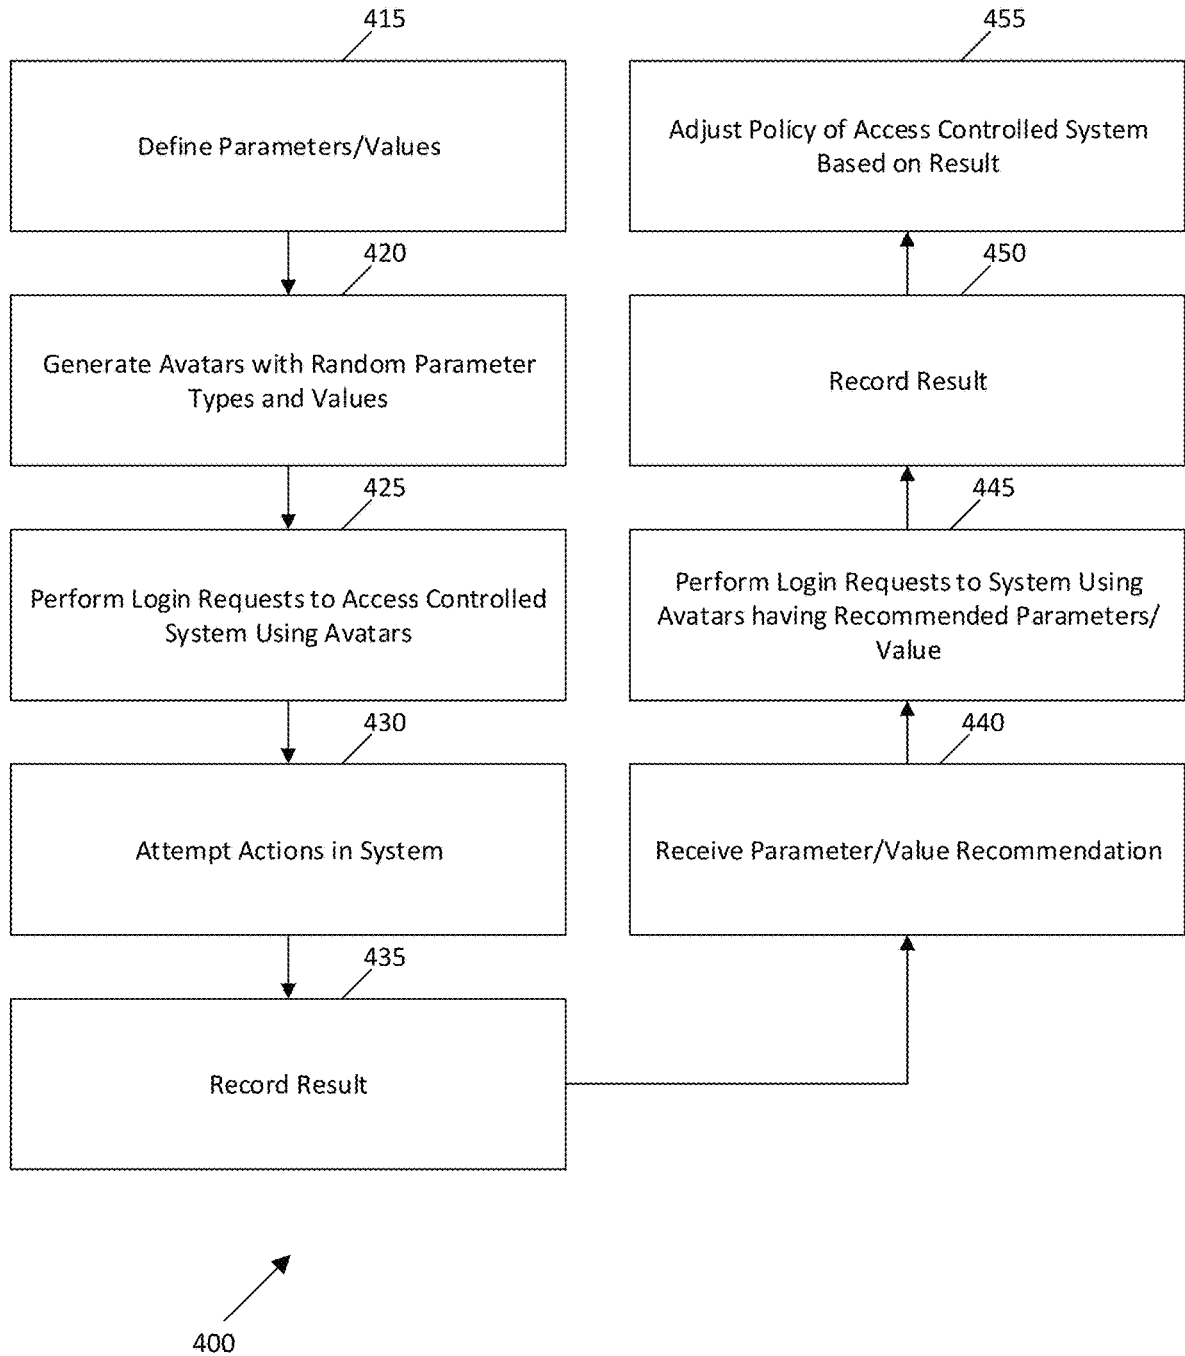 415
Define Parameters/Values
420
Generate Avatars with Random Parameter
Types and Values
425
Perform Login Requests to Access Controlled
System Using Avatars
430
Attempt Actions in System
435
Record Result
440
Receive Parameter/Value Recommendation
445
Perform Login Requests to System Using
Avatars having Recommended Parameters/
Value
450
Record Result
455
Adjust Policy of Access Controlled System
Based on Result
400